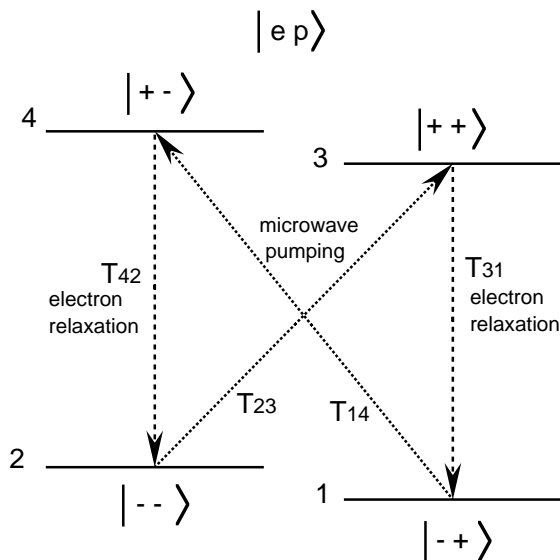 | e p⟩
| + -⟩
4
| + +⟩
3
microwave
pumping
T42
electron
relaxation
T31
electron
relaxation
T23
T14
2
1
| - -⟩
| - +⟩